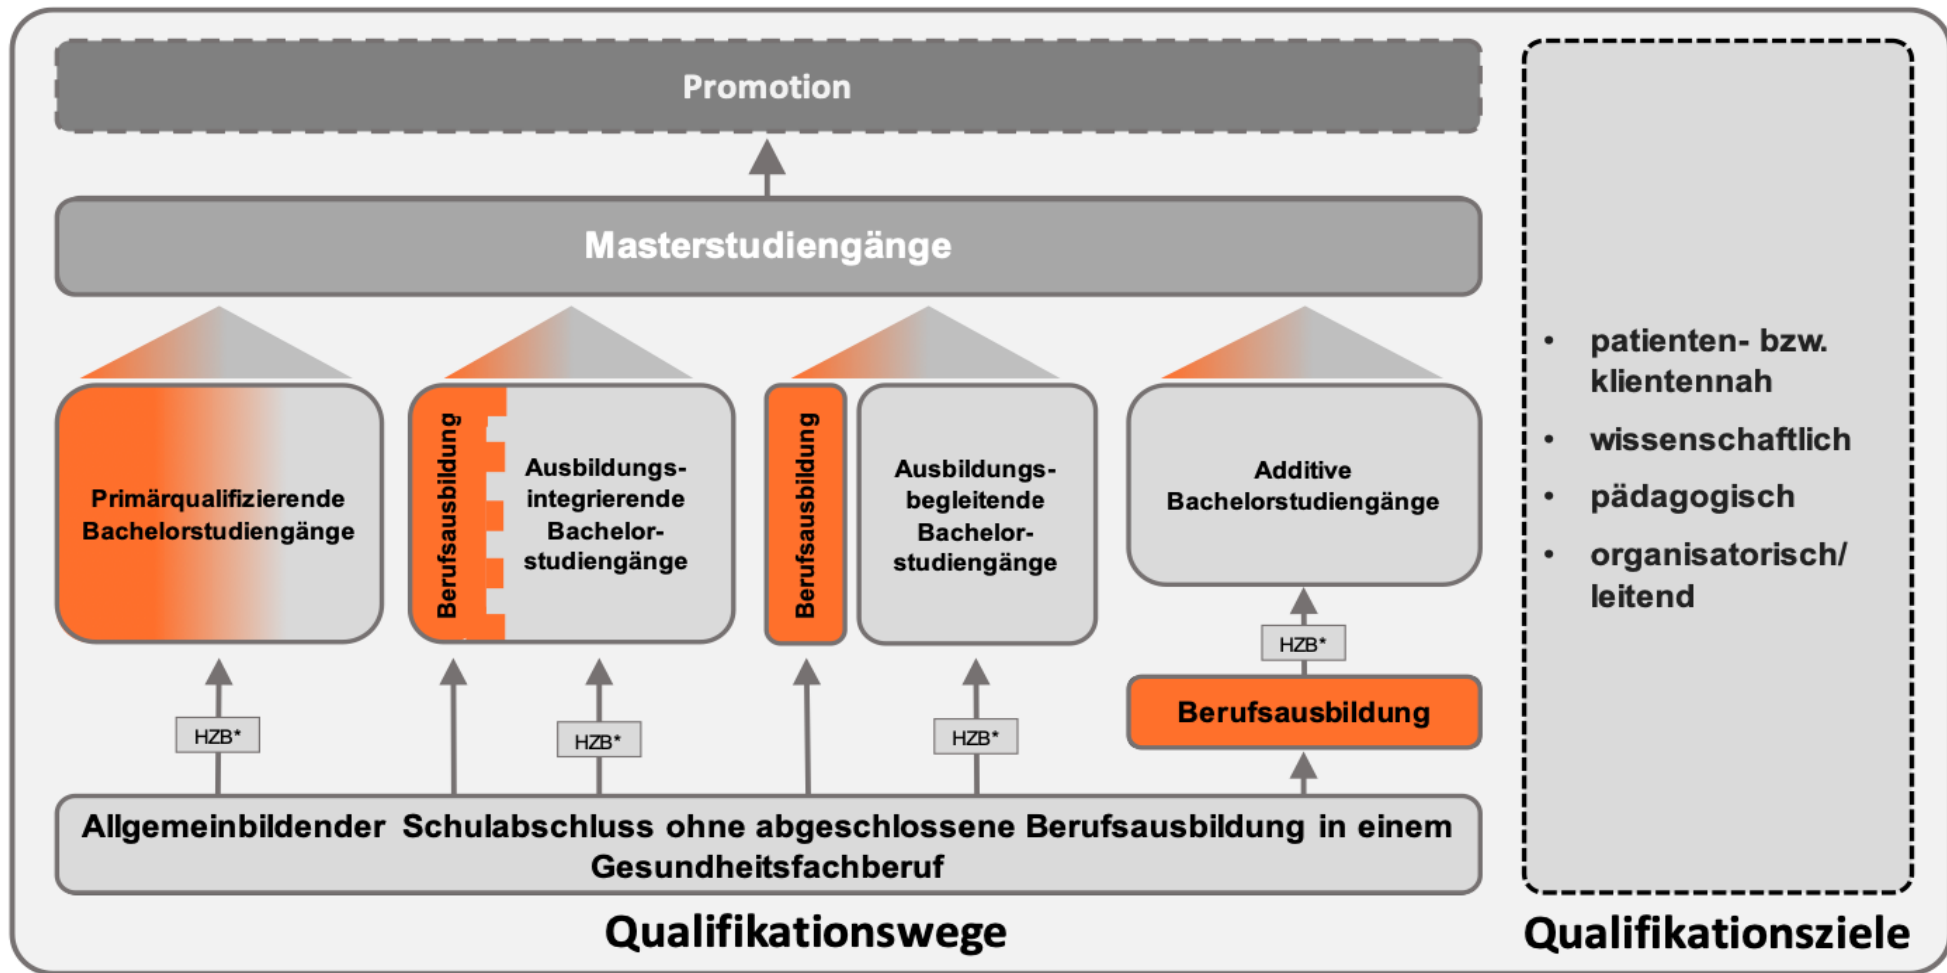 Promotion
Masterstudiengänge
Primärqualifizierende
Bachelorstudiengänge
Berufsausbildung
Ausbildungs-
integrierende
Bachelor-
studiengänge
Berufsausbildung
Ausbildungs-
begleitende
Bachelor-
studiengänge
Additive
Bachelorstudiengänge
HZB*
Berufsausbildung
HZB*
HZB*
HZB*
Allgemeinbildender Schulabschluss ohne abgeschlossene Berufsausbildung in einem
Gesundheitsfachberuf
Qualifikationswege
• patienten- bzw.
klientennah
• wissenschaftlich
• pädagogisch
• organisatorisch/
leitend
Qualifikationsziele